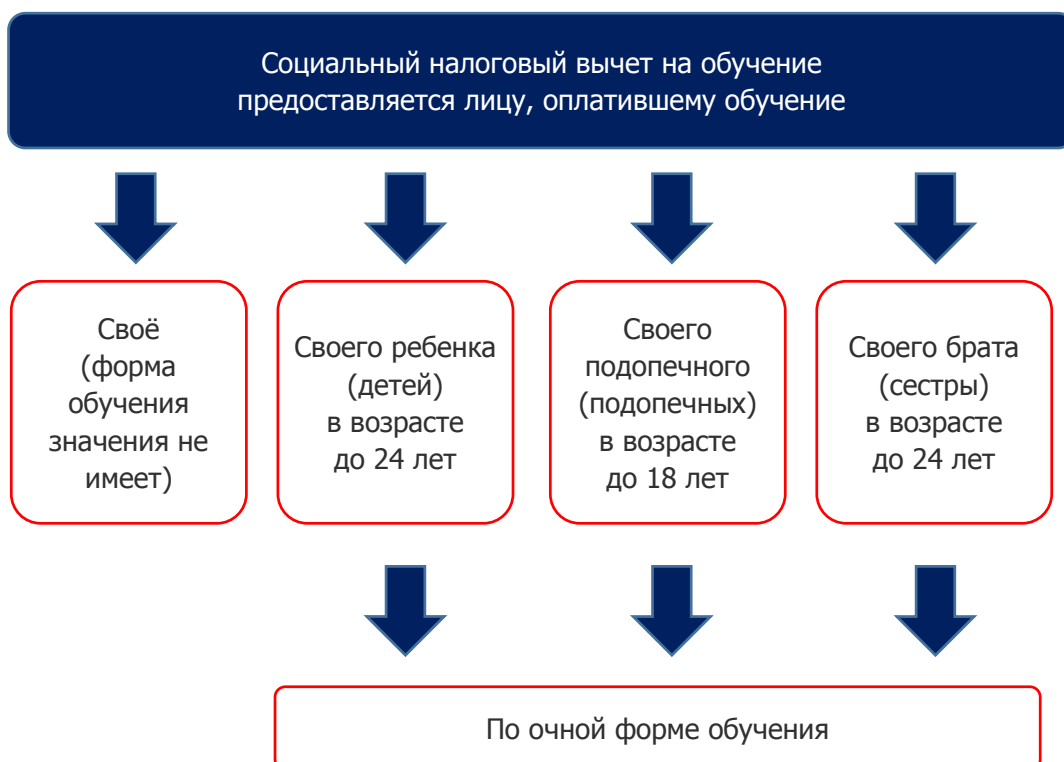 Социальный налоговый вычет на обучение
предоставляется лицу, оплатившему обучение
Своё
(форма
обучения
значения не
имеет)
Своего ребенка
(детей)
в возрасте
до 24 лет
Своего
подопечного
(подопечных)
в возрасте
до 18 лет
Своего брата
(сестры)
в возрасте
до 24 лет
По очной форме обучения